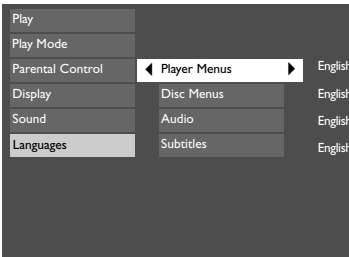 Play
Play Mode
Parental Control
Display
Sound
Languages
Player Menus English
Disc Menus English
Audio English
Subtitles English